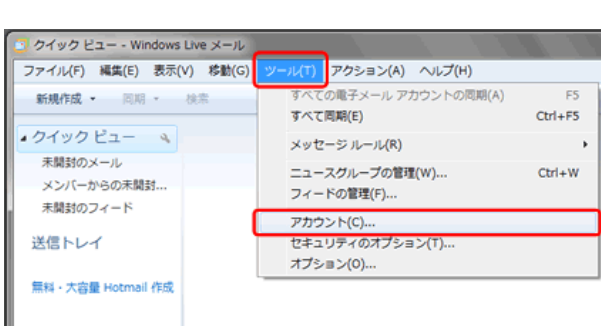 クイック ビュー - Windows Live メール
ファイル(F) 編集(E) 表示(V) 移動(G) ツール(T) アクション(A) ヘルプ(H)
新規作成 同期 検索
すべての電子メール アカウントの同期(A) F5
すべて同期(E) Ctrl+F5
メッセージ ルール(R)
ニュースグループの管理(W)... Ctrl+W
フィードの管理(F)...
アカウント(C)...
セキュリティのオプション(T)...
オプション(O)...
クイック ビュー
未開封のメール
メンバーからの未開封...
未開封のフィード
送信トレイ
無料・大容量 Hotmail 作成